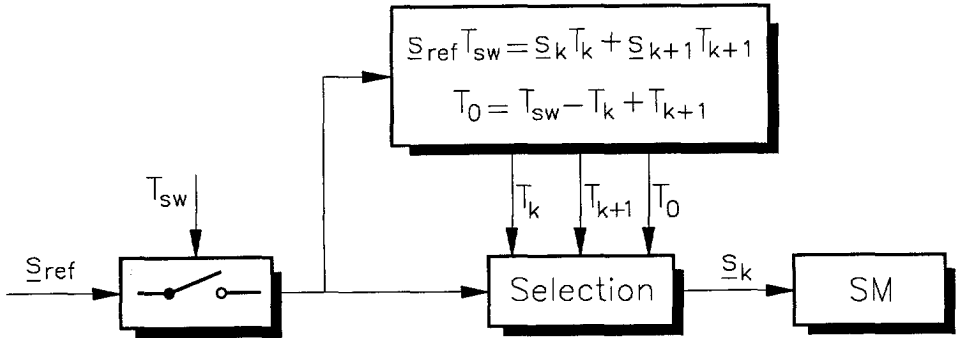 s_ref T_sw = s_k T_k + s_k+1 T_k+1
T_0 = T_sw - T_k + T_k+1
T_sw
T_k
T_k+1
T_0
s_ref
Selection
s_k
SM